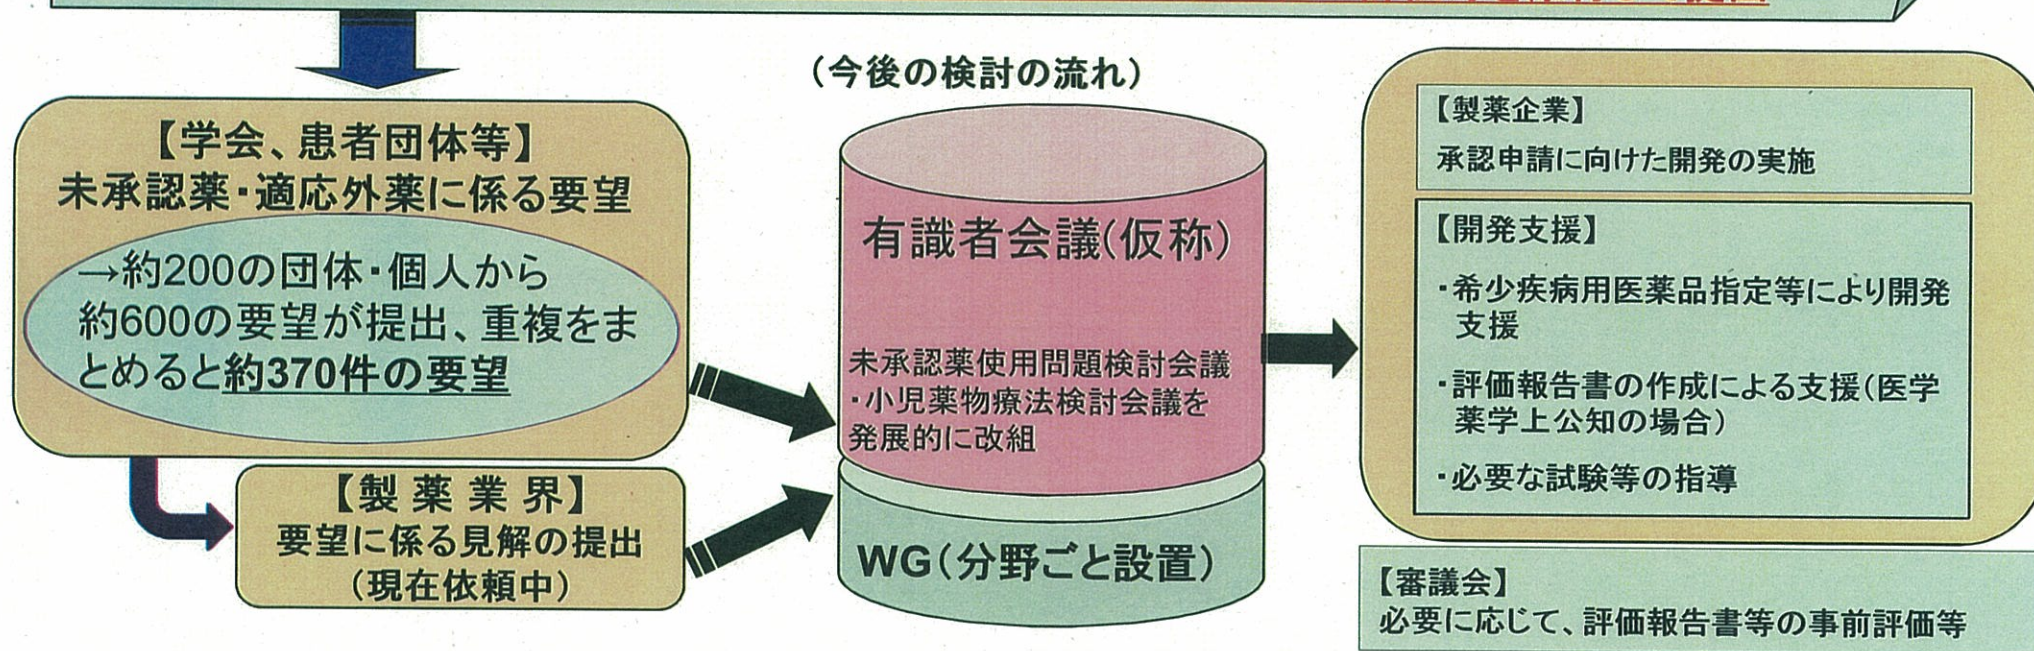 (今後の検討の流れ)
【学会、患者団体等】
未承認薬・適応外薬に係る要望
→約200の団体・個人から
約600の要望が提出、重複をま
とめると約370件の要望
【製薬業界】
要望に係る見解の提出
(現在依頼中)
有識者会議(仮称)
未承認薬使用問題検討会議
・小児薬物療法検討会議を
発展的に改組
WG(分野ごと設置)
【製薬企業】
承認申請に向けた開発の実施
【開発支援】
・希少疾病用医薬品指定等により開発
支援
・評価報告書の作成による支援(医学
薬学上公知の場合)
・必要な試験等の指導
【審議会】
必要に応じて、評価報告書等の事前評価等